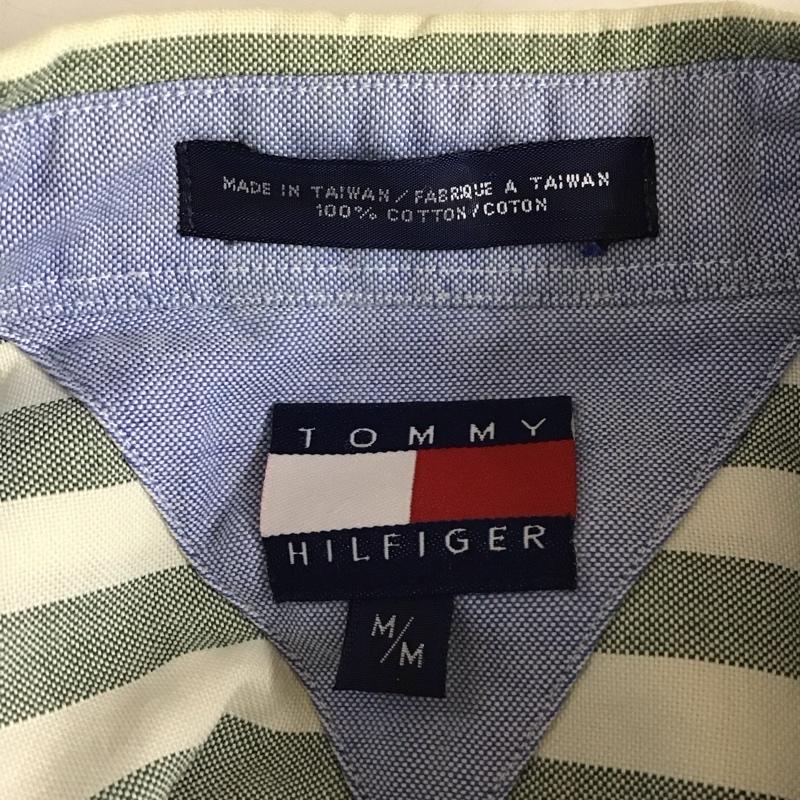 MADE IN TAIWAN / FABRIQUE A TAIWAN
100% COTTON / COTON
TOMMY
HILFIGER
M/M